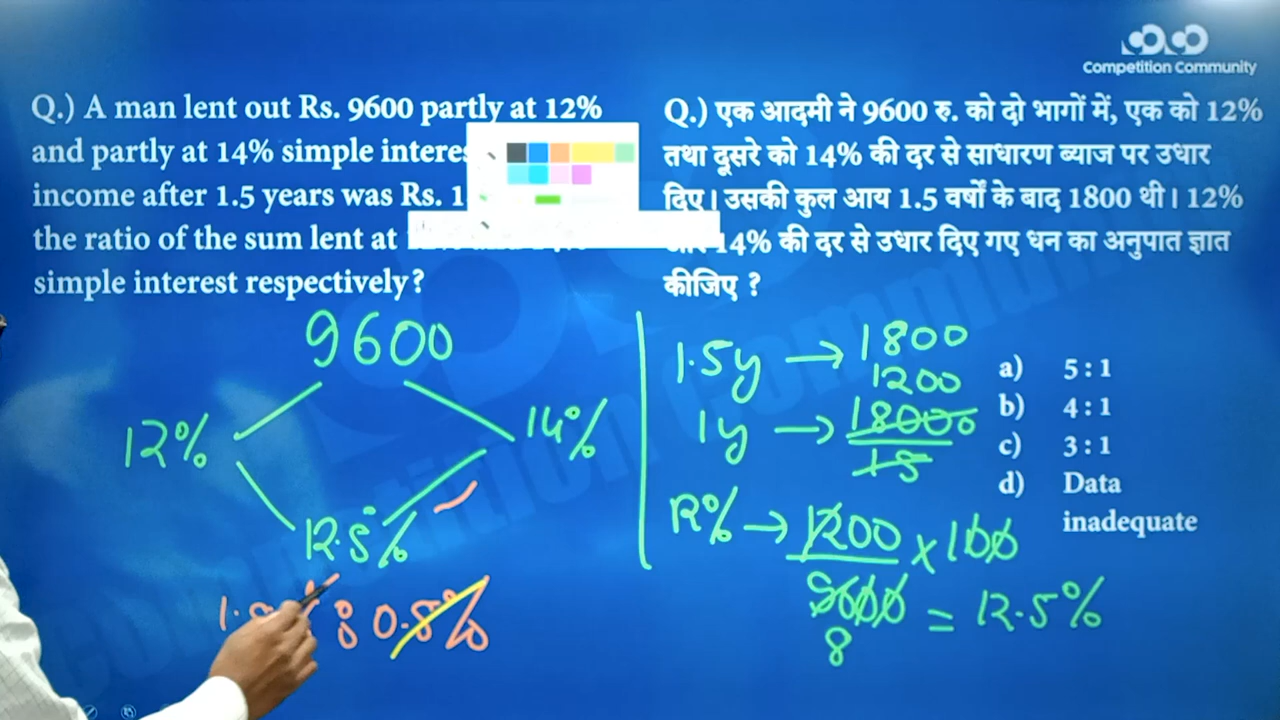 Competition Community
Q.) A man lent out Rs. 9600 partly at 12%
and partly at 14% simple
income after 1.5 years was Rs. 1
the ratio of the sum lent at
simple interest respectively?
Q.) एक आदमी ने 9600 रु. को दो भागों में, एक को 12%
तथा दूसरे को 14% की दर से साधारण ब्याज पर उधार
दिए। उसकी कुल आय 1.5 वर्षों के बाद 1800 थी। 12%
14% की दर से उधार दिए गए धन का अनुपात ज्ञात
कीजिए ?
9600
12% 14%
12.5%
: 0.5%
1.5y → 1800
1200
1y → 18000
15
R% → 1200 × 100
9600 = 12.5%
8
a) 5 : 1
b) 4 : 1
c) 3 : 1
d) Data
inadequate